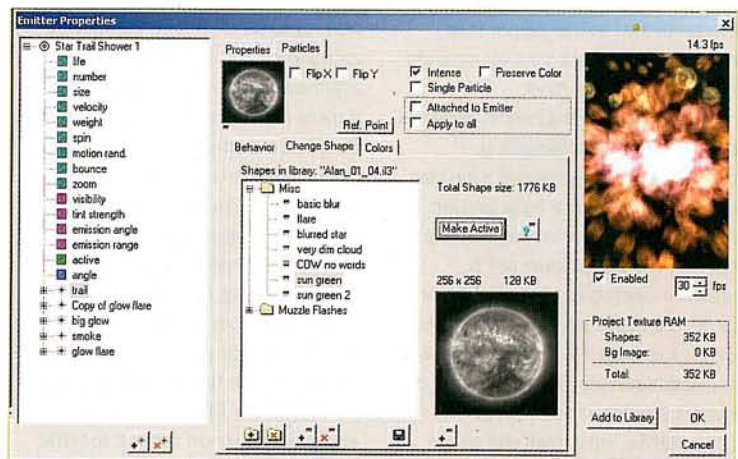 Emitter Properties
Star Trail Shower 1
life
number
size
velocity
weight
spin
motion rand.
bounce
zoom
visibility
tint strength
emission angle
emission range
active
angle
trail
Copy of glow flare
big glow
smoke
glow flare
Properties
Particles
Flip X
Flip Y
Intense
Preserve Color
Single Particle
Attached to Emitter
Apply to all
Ref. Point
Behavior
Change Shape
Colors
Shapes in library: "Alan_01_04.il3"
Misc
basic blur
flare
blurred star
very dim cloud
COW no words
sun green
sun green 2
Muzzle Flashes
Total Shape size: 1776 KB
Make Active
256 x 256 128 KB
14.3 fps
Enabled
30 fps
Project Texture RAM
Shapes: 352 KB
Bg Image: 0 KB
Total: 352 KB
Add to Library
OK
Cancel